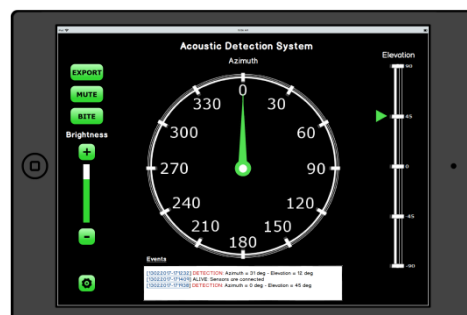 Acoustic Detection System
Azimuth
Elevation
EXPORT
MUTE
BITE
Brightness
+
-
0
30
60
90
120
150
180
210
240
270
300
330
90
45
0
-45
-90
Events
[13022017-171232] DETECTION: Azimuth = 31 deg - Elevation = 12 deg
ALIVE: Sensors are connected
DETECTION: Azimuth = 0 deg - Elevation = 45 deg